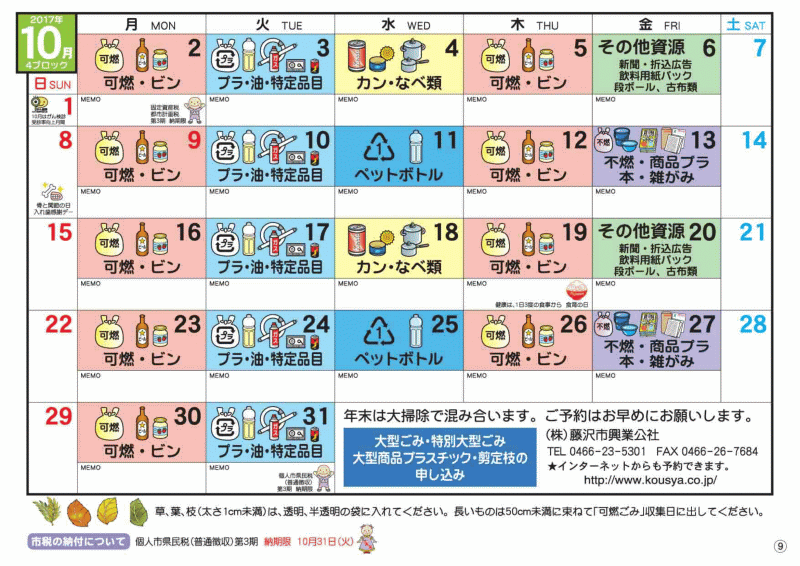 2017年
10月
4ブロック
日 SUN
月 MON
火 TUE
水 WED
木 THU
金 FRI
土 SAT
1
10月はがん検診
受診率向上月間
2
可燃
可燃・ビン
MEMO
3
プラ
プラ・油・特定品目
MEMO
固定資産税
都市計画税
第3期 納期限
4
カン・なべ類
MEMO
5
可燃
可燃・ビン
MEMO
その他資源 6
新聞・折込広告
飲料用紙パック
段ボール、古布類
MEMO
7
8
骨と関節の日
入れ歯感謝デー
9
可燃
可燃・ビン
MEMO
10
プラ
プラ・油・特定品目
MEMO
11
1
ペットボトル
MEMO
12
可燃
可燃・ビン
MEMO
13
不燃
不燃・商品プラ
本・雑がみ
MEMO
14
15
16
可燃
可燃・ビン
MEMO
17
プラ
プラ・油・特定品目
MEMO
18
カン・なべ類
MEMO
19
可燃
可燃・ビン
MEMO
健康は、1日3回の食事から 食育の日
その他資源 20
新聞・折込広告
飲料用紙パック
段ボール、古布類
MEMO
21
22
23
可燃
可燃・ビン
MEMO
24
プラ
プラ・油・特定品目
MEMO
25
1
ペットボトル
MEMO
26
可燃
可燃・ビン
MEMO
27
不燃
不燃・商品プラ
本・雑がみ
MEMO
28
29
30
可燃
可燃・ビン
MEMO
31
プラ
プラ・油・特定品目
MEMO
個人市県民税
(普通徴収)
第3期 納期限
年末は大掃除で混み合います。ご予約はお早めにお願いします。
大型ごみ・特別大型ごみ
大型商品プラスチック・剪定枝の
申し込み
(株)藤沢市興業公社
TEL 0466-23-5301 FAX 0466-26-7684
★インターネットからも予約できます。
http://www.kousya.co.jp/
草、葉、枝(太さ1cm未満)は、透明、半透明の袋に入れてください。長いものは50cm未満に束ねて「可燃ごみ」収集日に出してください。
市税の納付について 個人市県民税(普通徴収)第3期 納期限 10月31日(火)
⑨